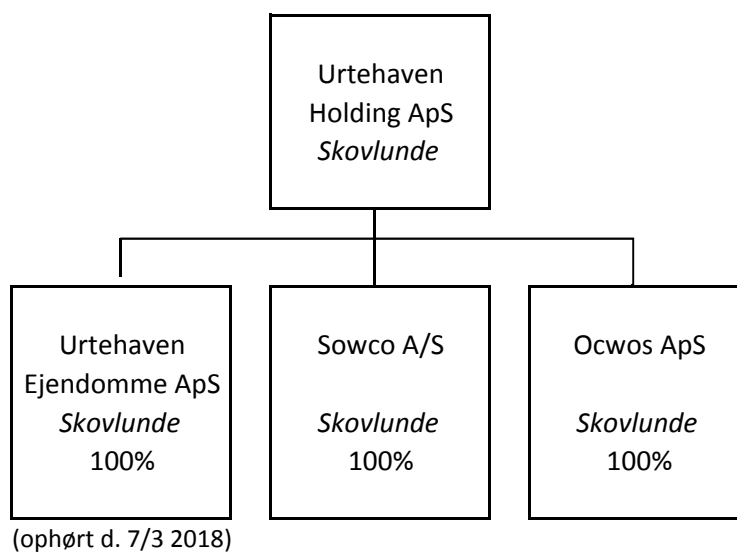 Urtehaven
Holding ApS
Skovlunde
Urtehaven
Ejendomme ApS
Skovlunde
100%
(ophørt d. 7/3 2018)
Sowco A/S
Skovlunde
100%
Ocwos ApS
Skovlunde
100%